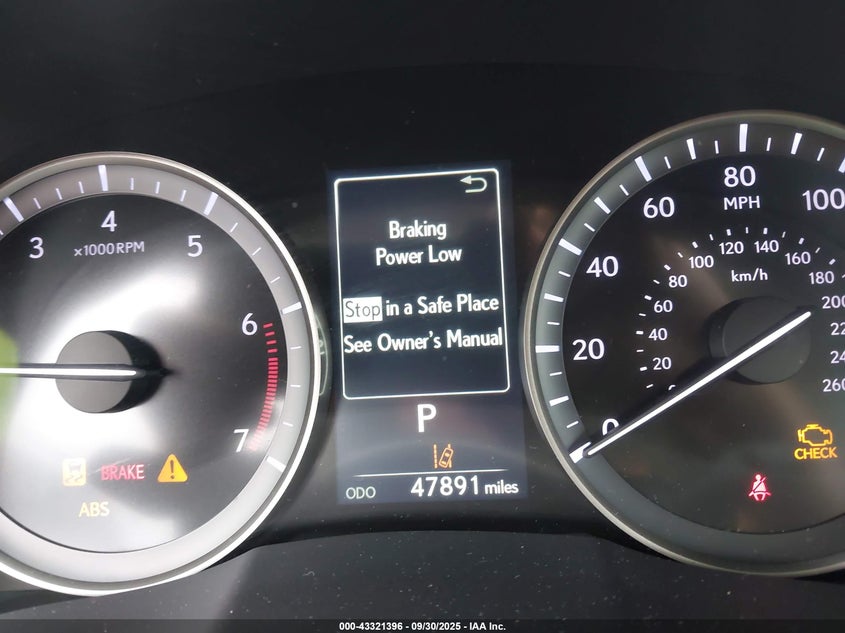 3
4
5
6
7
x1000RPM
BRAKE
ABS
Braking
Power Low
Stop in a Safe Place
See Owner's Manual
P
ODO 47891 miles
0
20
40
60
80
100
MPH
20
40
60
80
100
120
140
160
180
200
260
km/h
CHECK
000-43321396 - 09/30/2025 - IAA Inc.